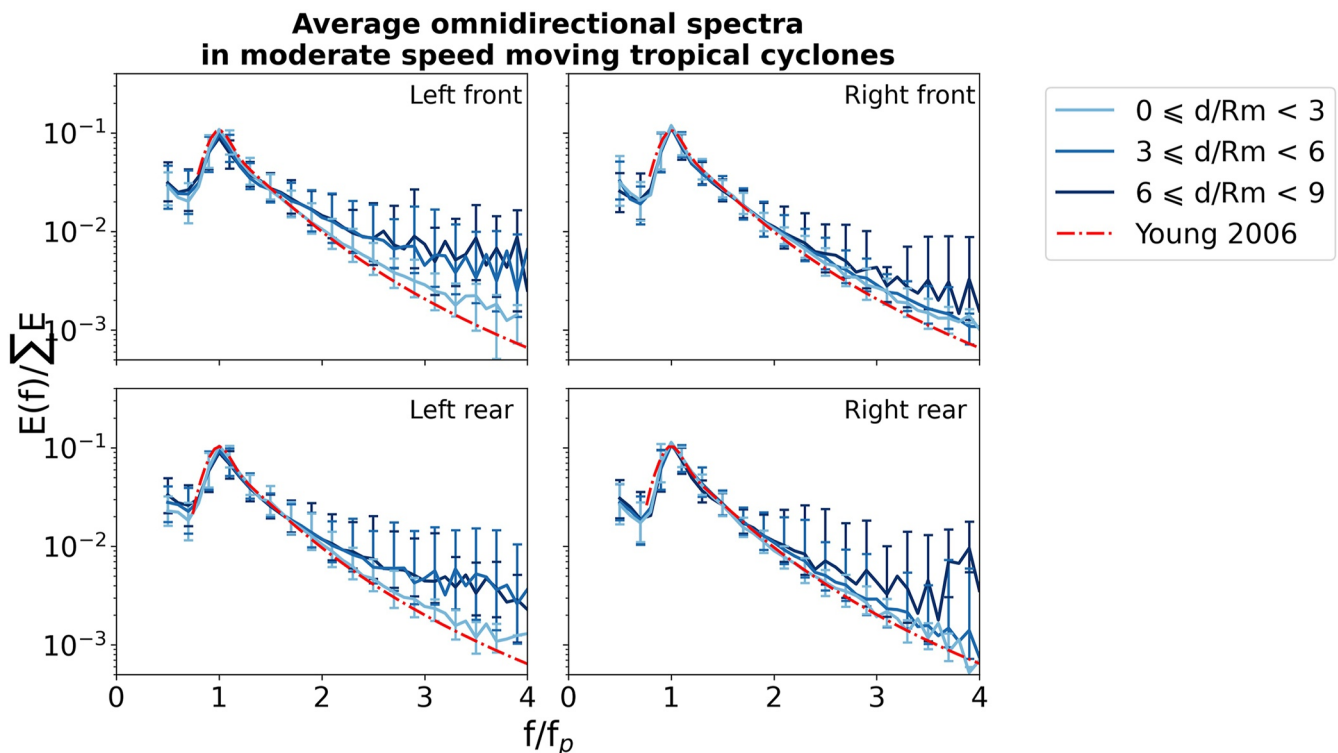 Average omnidirectional spectra
in moderate speed moving tropical cyclones
Left front
Right front
0 ⩽ d/Rm < 3
3 ⩽ d/Rm < 6
6 ⩽ d/Rm < 9
Young 2006
10⁻¹
10⁻²
10⁻³
E(f)/∑E
Left rear
Right rear
10⁻¹
10⁻²
10⁻³
0 1 2 3 4 0 1 2 3 4
f/fₚ